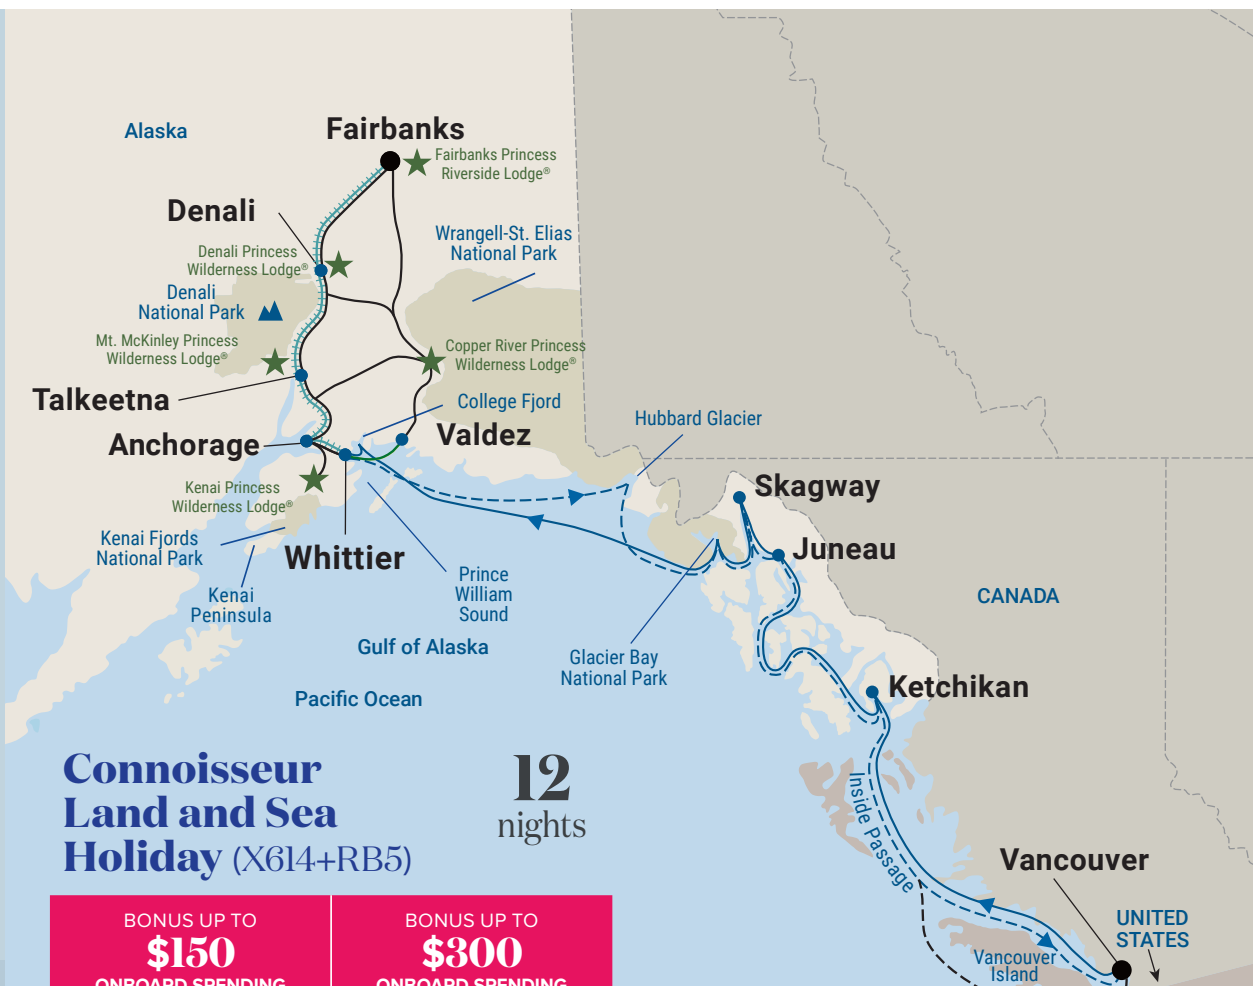 Alaska
Fairbanks
Fairbanks Princess
Riverside Lodge®
Denali
Denali Princess
Wilderness Lodge®
Wrangell-St. Elias
National Park
Denali
National Park
Mt. McKinley Princess
Wilderness Lodge®
Copper River Princess
Wilderness Lodge®
Talkeetna
College Fjord
Hubbard Glacier
Anchorage
Valdez
Skagway
Kenai Princess
Wilderness Lodge®
Kenai Fjords
National Park
Whittier
Juneau
Kenai
Peninsula
Prince
William
Sound
CANADA
Gulf of Alaska
Glacier Bay
National Park
Ketchikan
Pacific Ocean
Connoisseur
Land and Sea
Holiday (X614+RB5)
12
nights
Inside Passage
Vancouver
UNITED
STATES
Vancouver
Island
BONUS UP TO
$150
ONBOARD SPENDING
BONUS UP TO
$300
ONBOARD SPENDING